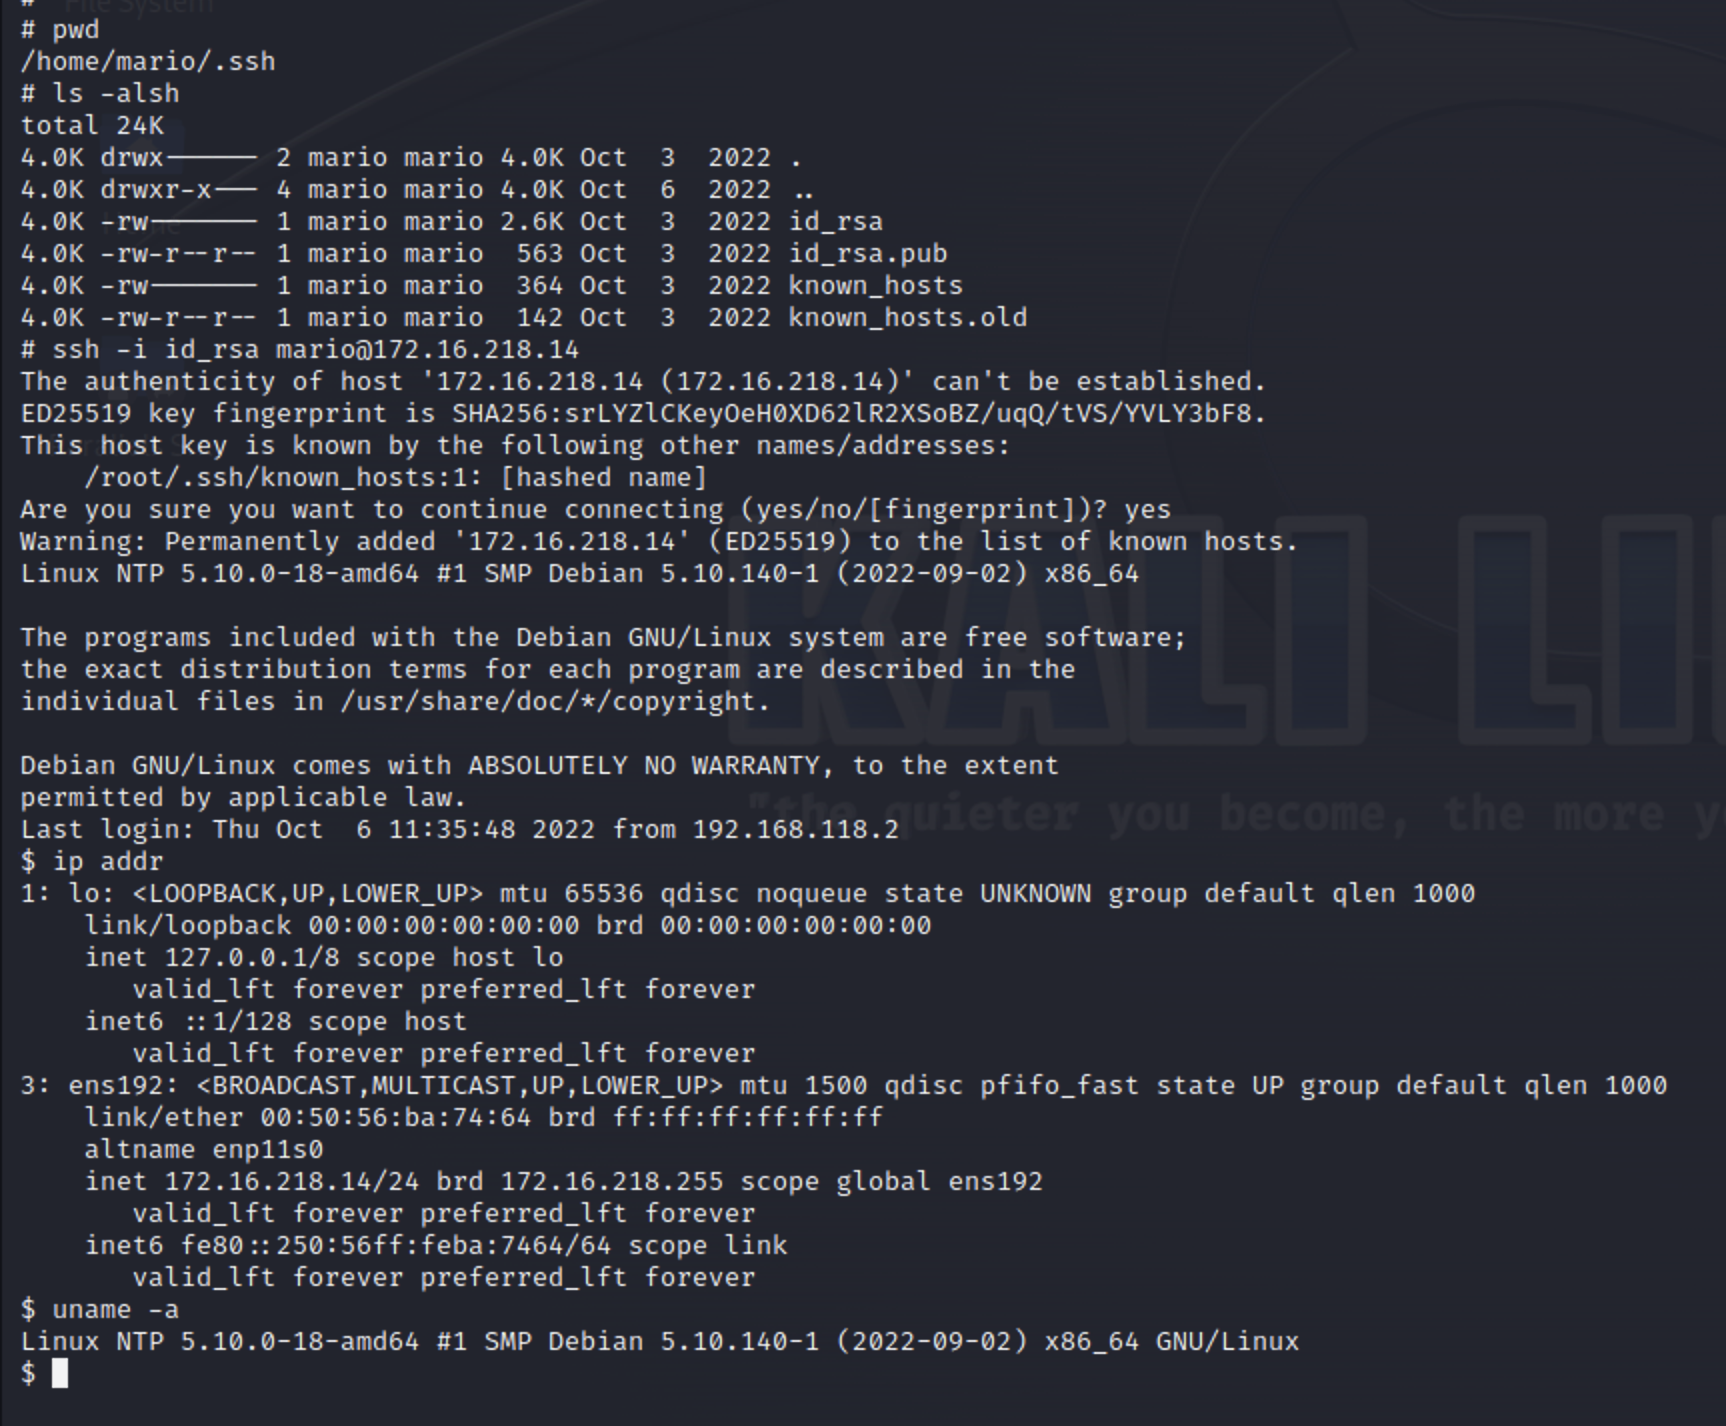 File System
#
# pwd
/home/mario/.ssh
# ls -alsh
total 24K
4.0K drwx------ 2 mario mario 4.0K Oct  3  2022 .
4.0K drwxr-x--- 4 mario mario 4.0K Oct  6  2022 ..
4.0K -rw------- 1 mario mario 2.6K Oct  3  2022 id_rsa
4.0K -rw-r--r-- 1 mario mario  563 Oct  3  2022 id_rsa.pub
4.0K -rw------- 1 mario mario  364 Oct  3  2022 known_hosts
4.0K -rw-r--r-- 1 mario mario  142 Oct  3  2022 known_hosts.old
# ssh -i id_rsa mario@172.16.218.14
The authenticity of host '172.16.218.14 (172.16.218.14)' can't be established.
ED25519 key fingerprint is SHA256:srLYZlCKeyOeH0XD62lR2XSoBZ/uqQ/tVS/YVLY3bF8.
This host key is known by the following other names/addresses:
    /root/.ssh/known_hosts:1: [hashed name]
Are you sure you want to continue connecting (yes/no/[fingerprint])? yes
Warning: Permanently added '172.16.218.14' (ED25519) to the list of known hosts.
Linux NTP 5.10.0-18-amd64 #1 SMP Debian 5.10.140-1 (2022-09-02) x86_64
KALI LI
The programs included with the Debian GNU/Linux system are free software;
the exact distribution terms for each program are described in the
individual files in /usr/share/doc/*/copyright.
Debian GNU/Linux comes with ABSOLUTELY NO WARRANTY, to the extent
permitted by applicable law.
"the quieter you become, the more y
Last login: Thu Oct  6 11:35:48 2022 from 192.168.118.2
$ ip addr
1: lo: <LOOPBACK,UP,LOWER_UP> mtu 65536 qdisc noqueue state UNKNOWN group default qlen 1000
    link/loopback 00:00:00:00:00:00 brd 00:00:00:00:00:00
    inet 127.0.0.1/8 scope host lo
       valid_lft forever preferred_lft forever
    inet6 ::1/128 scope host
       valid_lft forever preferred_lft forever
3: ens192: <BROADCAST,MULTICAST,UP,LOWER_UP> mtu 1500 qdisc pfifo_fast state UP group default qlen 1000
    link/ether 00:50:56:ba:74:64 brd ff:ff:ff:ff:ff:ff
    altname enp11s0
    inet 172.16.218.14/24 brd 172.16.218.255 scope global ens192
       valid_lft forever preferred_lft forever
    inet6 fe80::250:56ff:feba:7464/64 scope link
       valid_lft forever preferred_lft forever
$ uname -a
Linux NTP 5.10.0-18-amd64 #1 SMP Debian 5.10.140-1 (2022-09-02) x86_64 GNU/Linux
$